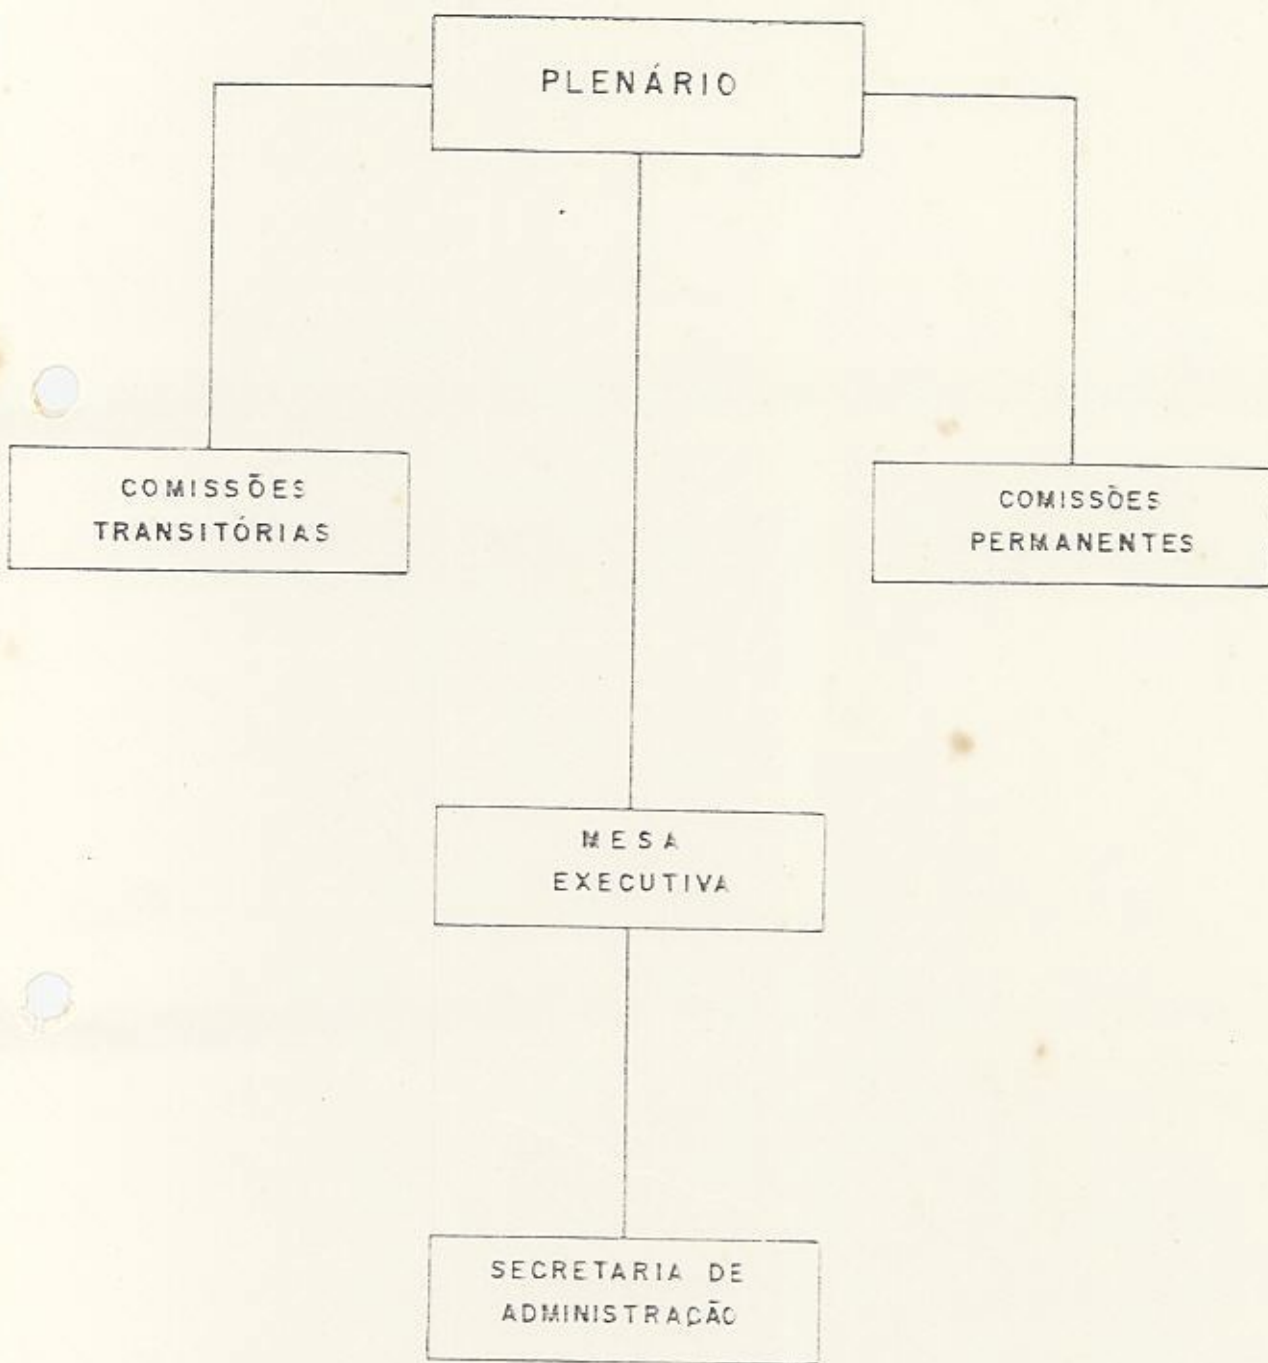 PLENÁRIO
COMISSÕES
TRANSITÓRIAS
COMISSÕES
PERMANENTES
MESA
EXECUTIVA
SECRETARIA DE
ADMINISTRAÇÃO